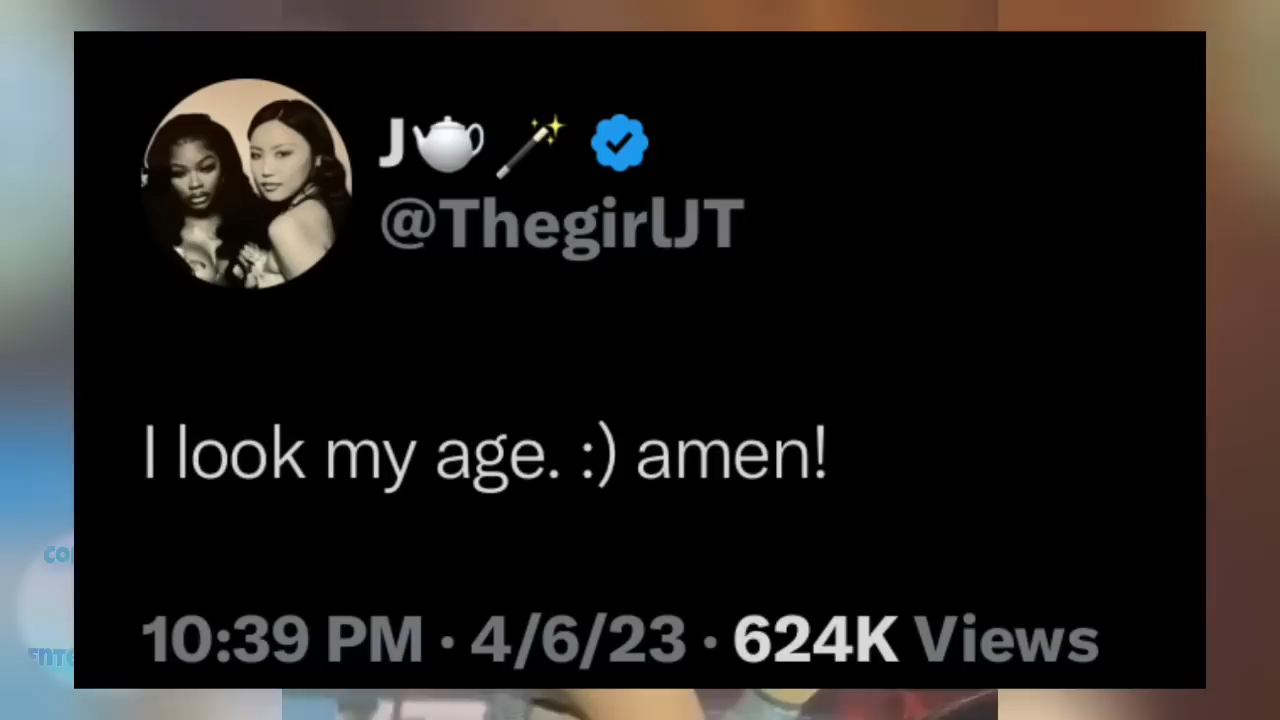 J🫖🪄
@ThegirlJT
I look my age. :) amen!
10:39 PM · 4/6/23 · 624K Views